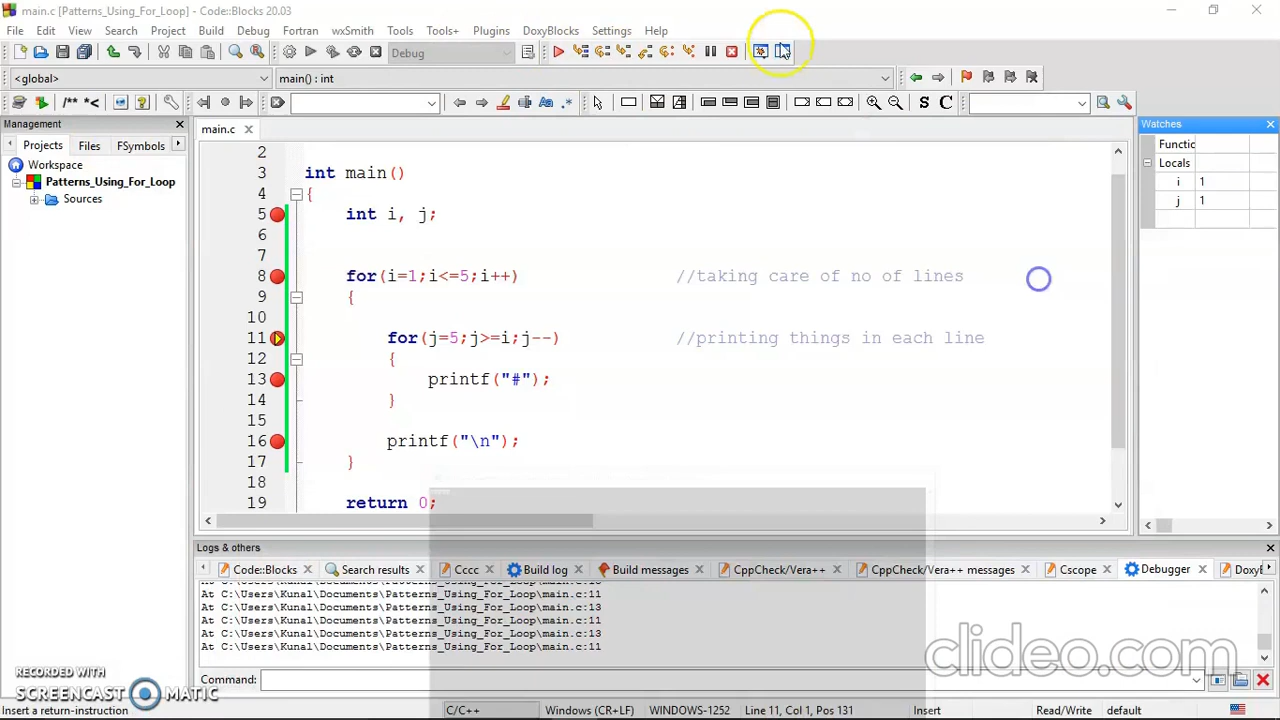 main.c [Patterns_Using_For_Loop] - Code::Blocks 20.03
File Edit View Search Project Build Debug Fortran wxSmith Tools Tools+ Plugins DoxyBlocks Settings Help
Debug
<global> main() : int
/** *< .* S C
Management
Projects Files FSymbols
Workspace
Patterns_Using_For_Loop
Sources
main.c
2
3 int main()
4 {
5 int i, j;
6
7
8 for(i=1;i<=5;i++) //taking care of no of lines
9 {
10
11 for(j=5;j>=i;j--) //printing things in each line
12 {
13 printf("#");
14 }
15
16 printf("\n");
17 }
18
19 return 0;
Watches
Functic
Locals
i 1
j 1
Logs & others
Code::Blocks Search results Cccc Build log Build messages CppCheck/Vera++ CppCheck/Vera++ messages Cscope Debugger DoxyB
At C:\Users\Kunal\Documents\Patterns_Using_For_Loop\main.c:11
At C:\Users\Kunal\Documents\Patterns_Using_For_Loop\main.c:13
At C:\Users\Kunal\Documents\Patterns_Using_For_Loop\main.c:11
At C:\Users\Kunal\Documents\Patterns_Using_For_Loop\main.c:13
At C:\Users\Kunal\Documents\Patterns_Using_For_Loop\main.c:11
Command:
clideo.com
RECORDED WITH
SCREENCAST MATIC
Insert a return-instruction C/C++ Windows (CR+LF) WINDOWS-1252 Line 11, Col 1, Pos 131 Insert Read/Write default